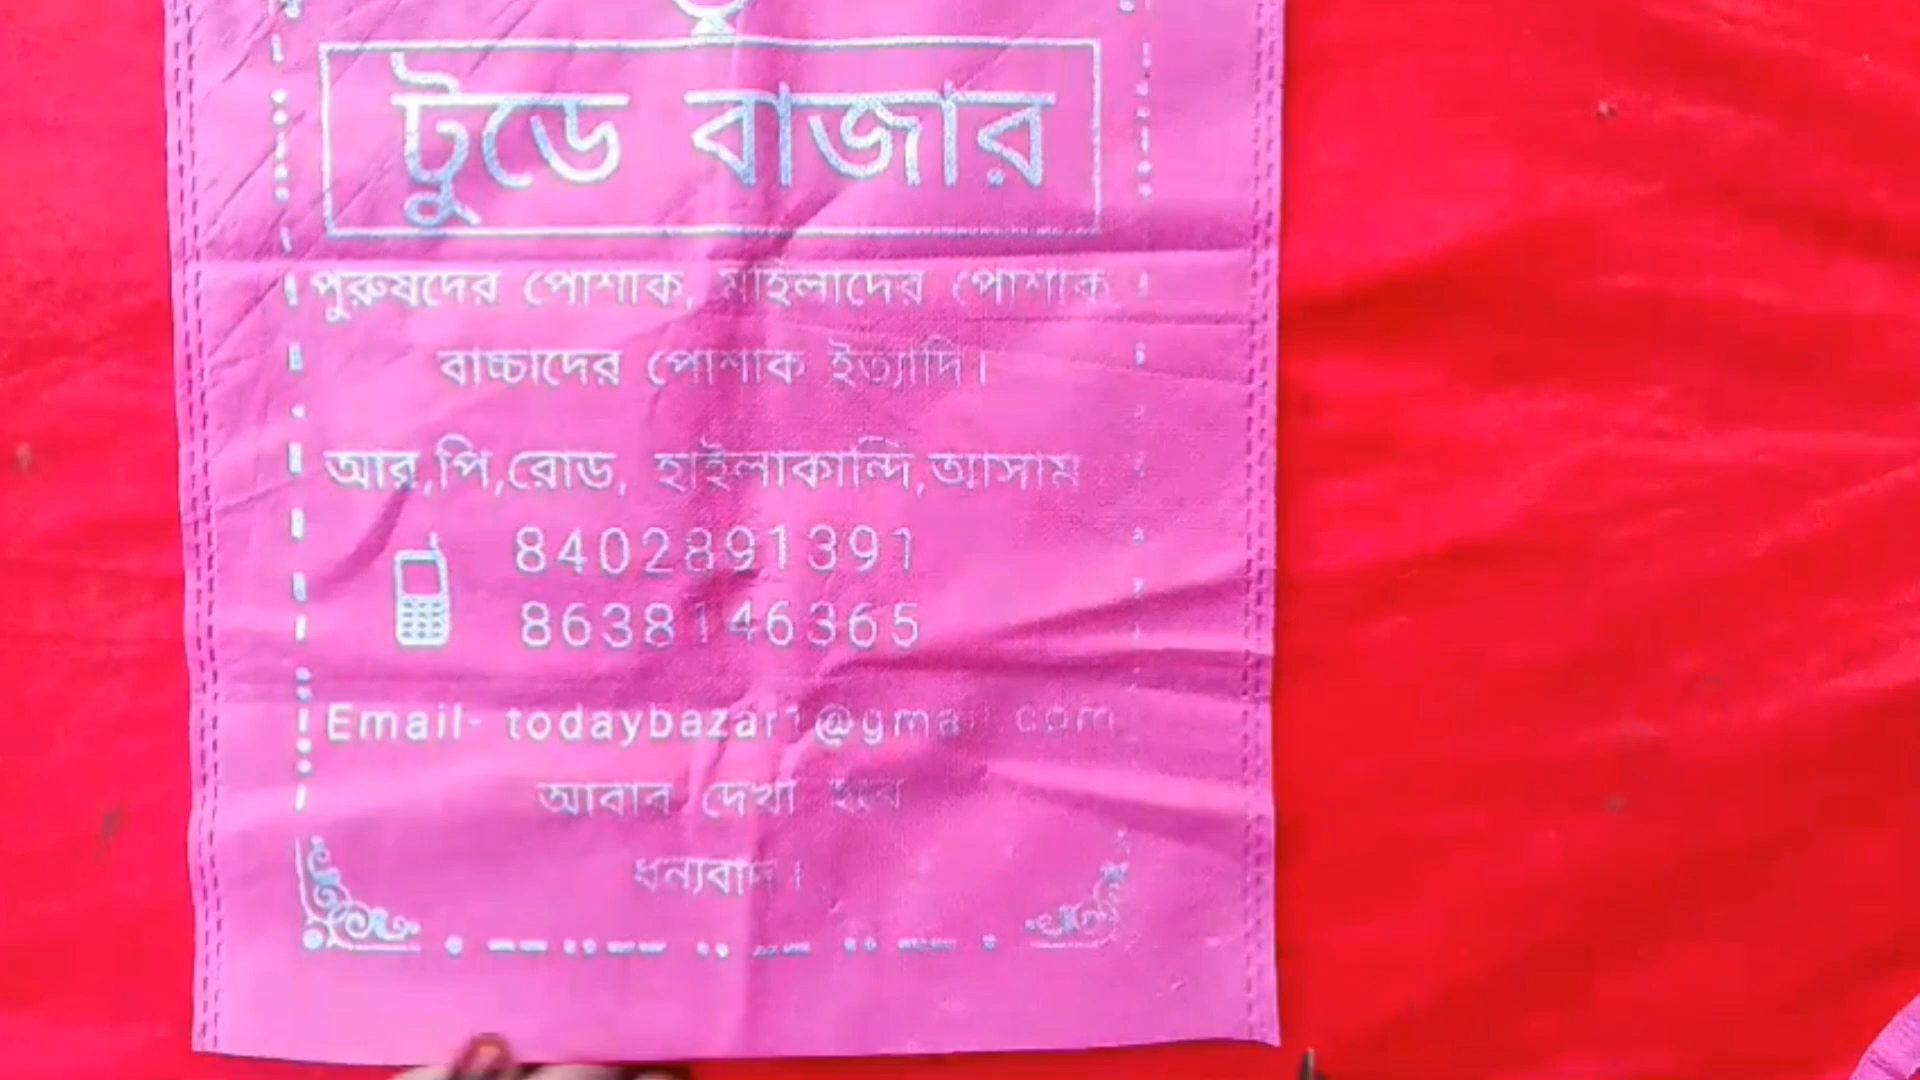 টুডে বাজার
পুরুষদের পোশাক, মহিলাদের পোশাক
বাচ্চাদের পোশাক ইত্যাদি।
আর,পি,রোড, হাইলাকান্দি,আসাম
8402891391
8638146365
Email- todaybazar1@gmail.com
আবার দেখা হবে
ধন্যবাদ।